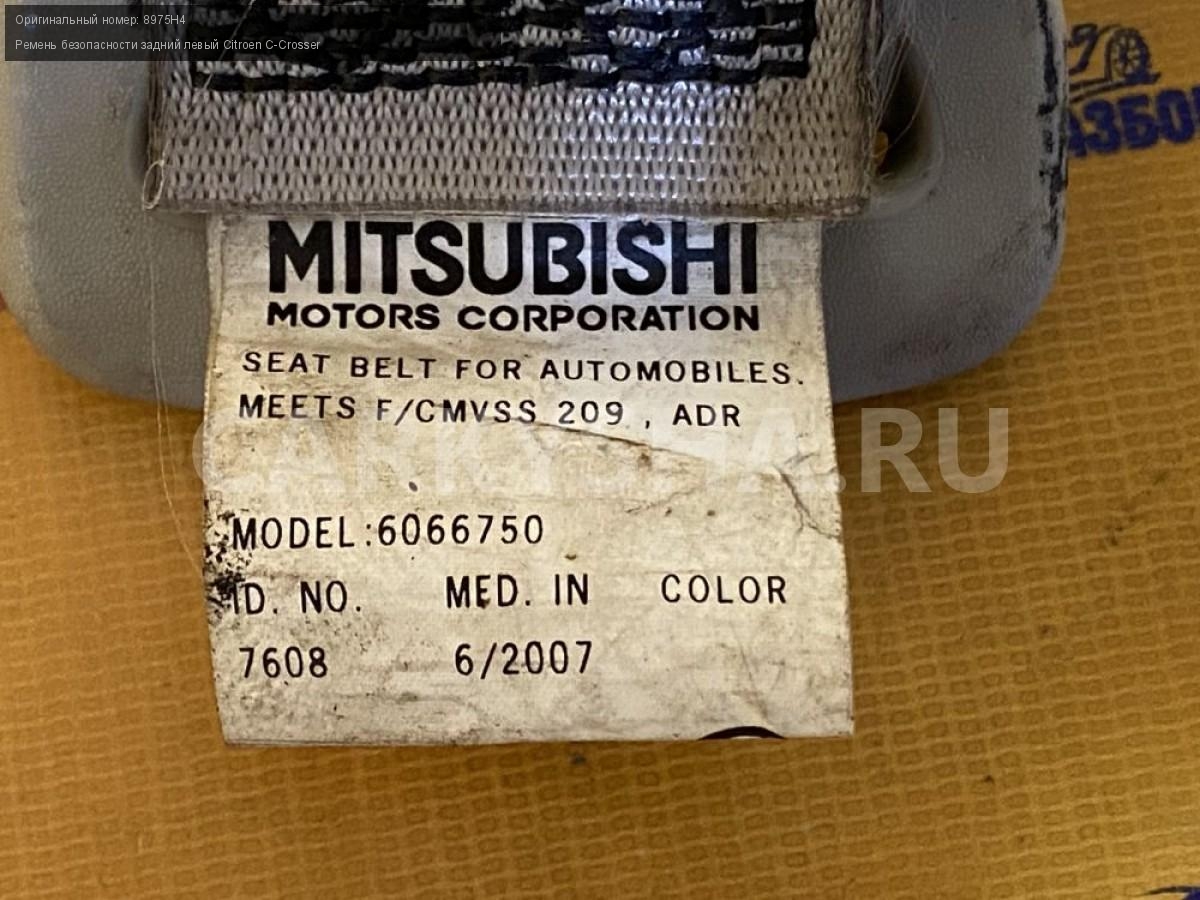 Оригинальный номер: 8975H4
Ремень безопасности задний левый Citroen C-Crosser
MITSUBISHI
MOTORS CORPORATION
SEAT BELT FOR AUTOMOBILES.
MEETS F/CMVSS 209 , ADR
MODEL:6066750
ID. NO. MED. IN COLOR
7608 6/2007